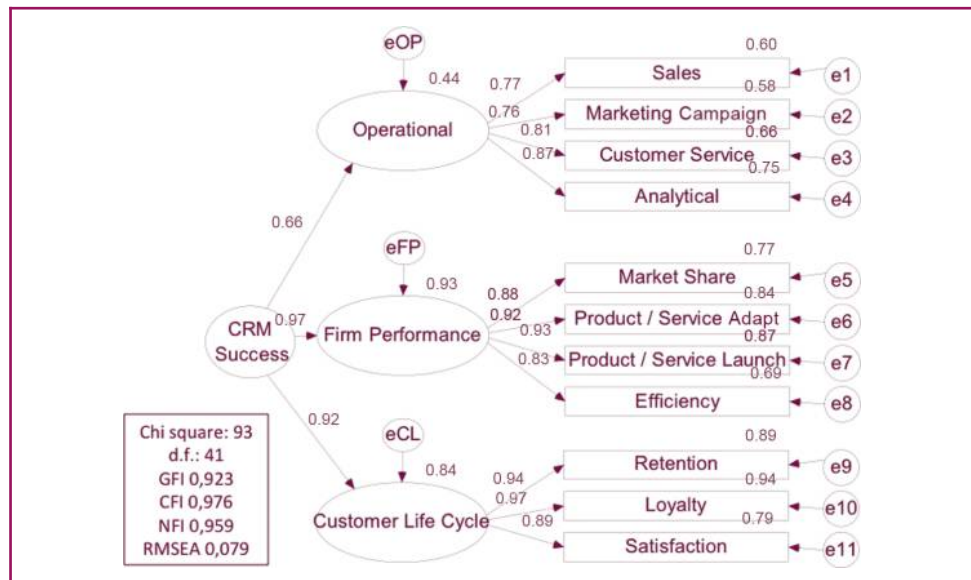 eOP
0.44
0.77
0.76
0.81
0.87
Operational
0.60
Sales
e1
0.58
Marketing Campaign
e2
0.66
Customer Service
e3
0.75
Analytical
e4
0.66
eFP
0.93
0.88
0.92
0.93
0.83
CRM
Success
0.97
Firm Performance
0.77
Market Share
e5
0.84
Product / Service Adapt
e6
0.87
Product / Service Launch
e7
0.69
Efficiency
e8
0.92
eCL
0.84
0.94
0.97
0.89
Customer Life Cycle
0.89
Retention
e9
0.94
Loyalty
e10
0.79
Satisfaction
e11
Chi square: 93
d.f.: 41
GFI 0,923
CFI 0,976
NFI 0,959
RMSEA 0,079